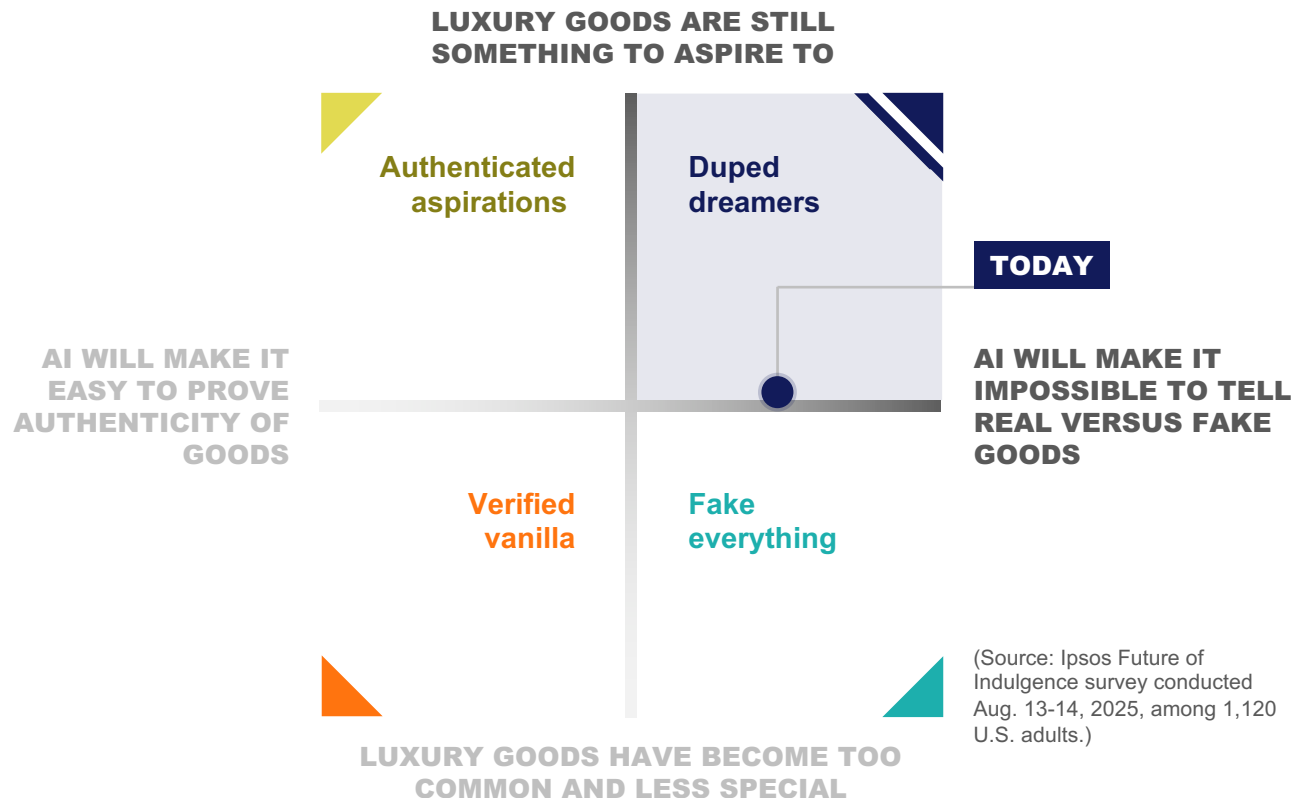 LUXURY GOODS ARE STILL
SOMETHING TO ASPIRE TO
Authenticated
aspirations
Duped
dreamers
TODAY
AI WILL MAKE IT
EASY TO PROVE
AUTHENTICITY OF
GOODS
AI WILL MAKE IT
IMPOSSIBLE TO TELL
REAL VERSUS FAKE
GOODS
Verified
vanilla
Fake
everything
(Source: Ipsos Future of
Indulgence survey conducted
Aug. 13-14, 2025, among 1,120
U.S. adults.)
LUXURY GOODS HAVE BECOME TOO
COMMON AND LESS SPECIAL